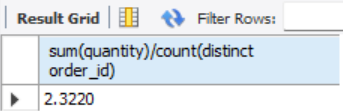 Result Grid Filter Rows:
sum(quantity)/count(distinct
order_id)
2.3220